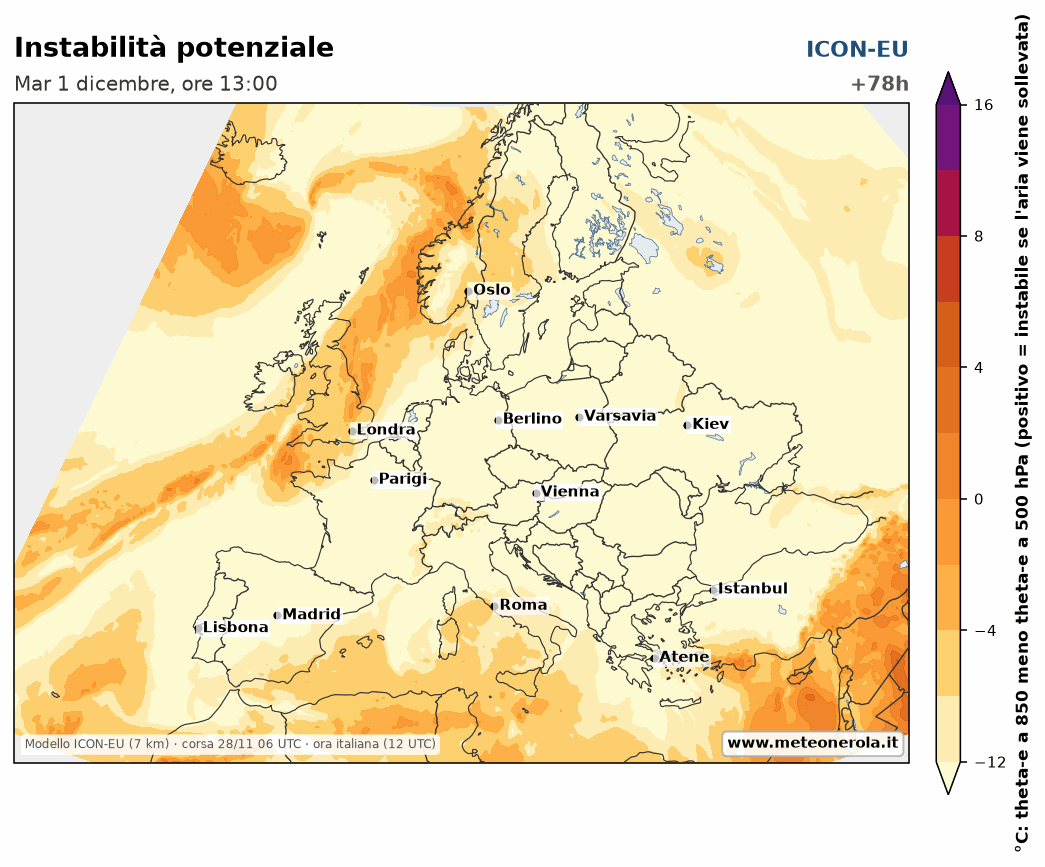 Instabilità potenziale
ICON-EU
Mar 1 dicembre, ore 13:00
+78h
16
8
4
0
−4
−12
°C: theta-e a 850 meno theta-e a 500 hPa (positivo = instabile se l'aria viene sollevata)
Oslo
Berlino
Varsavia
Kiev
Londra
Parigi
Vienna
Istanbul
Roma
Madrid
Lisbona
Atene
Modello ICON-EU (7 km) · corsa 28/11 06 UTC · ora italiana (12 UTC)
www.meteonerola.it